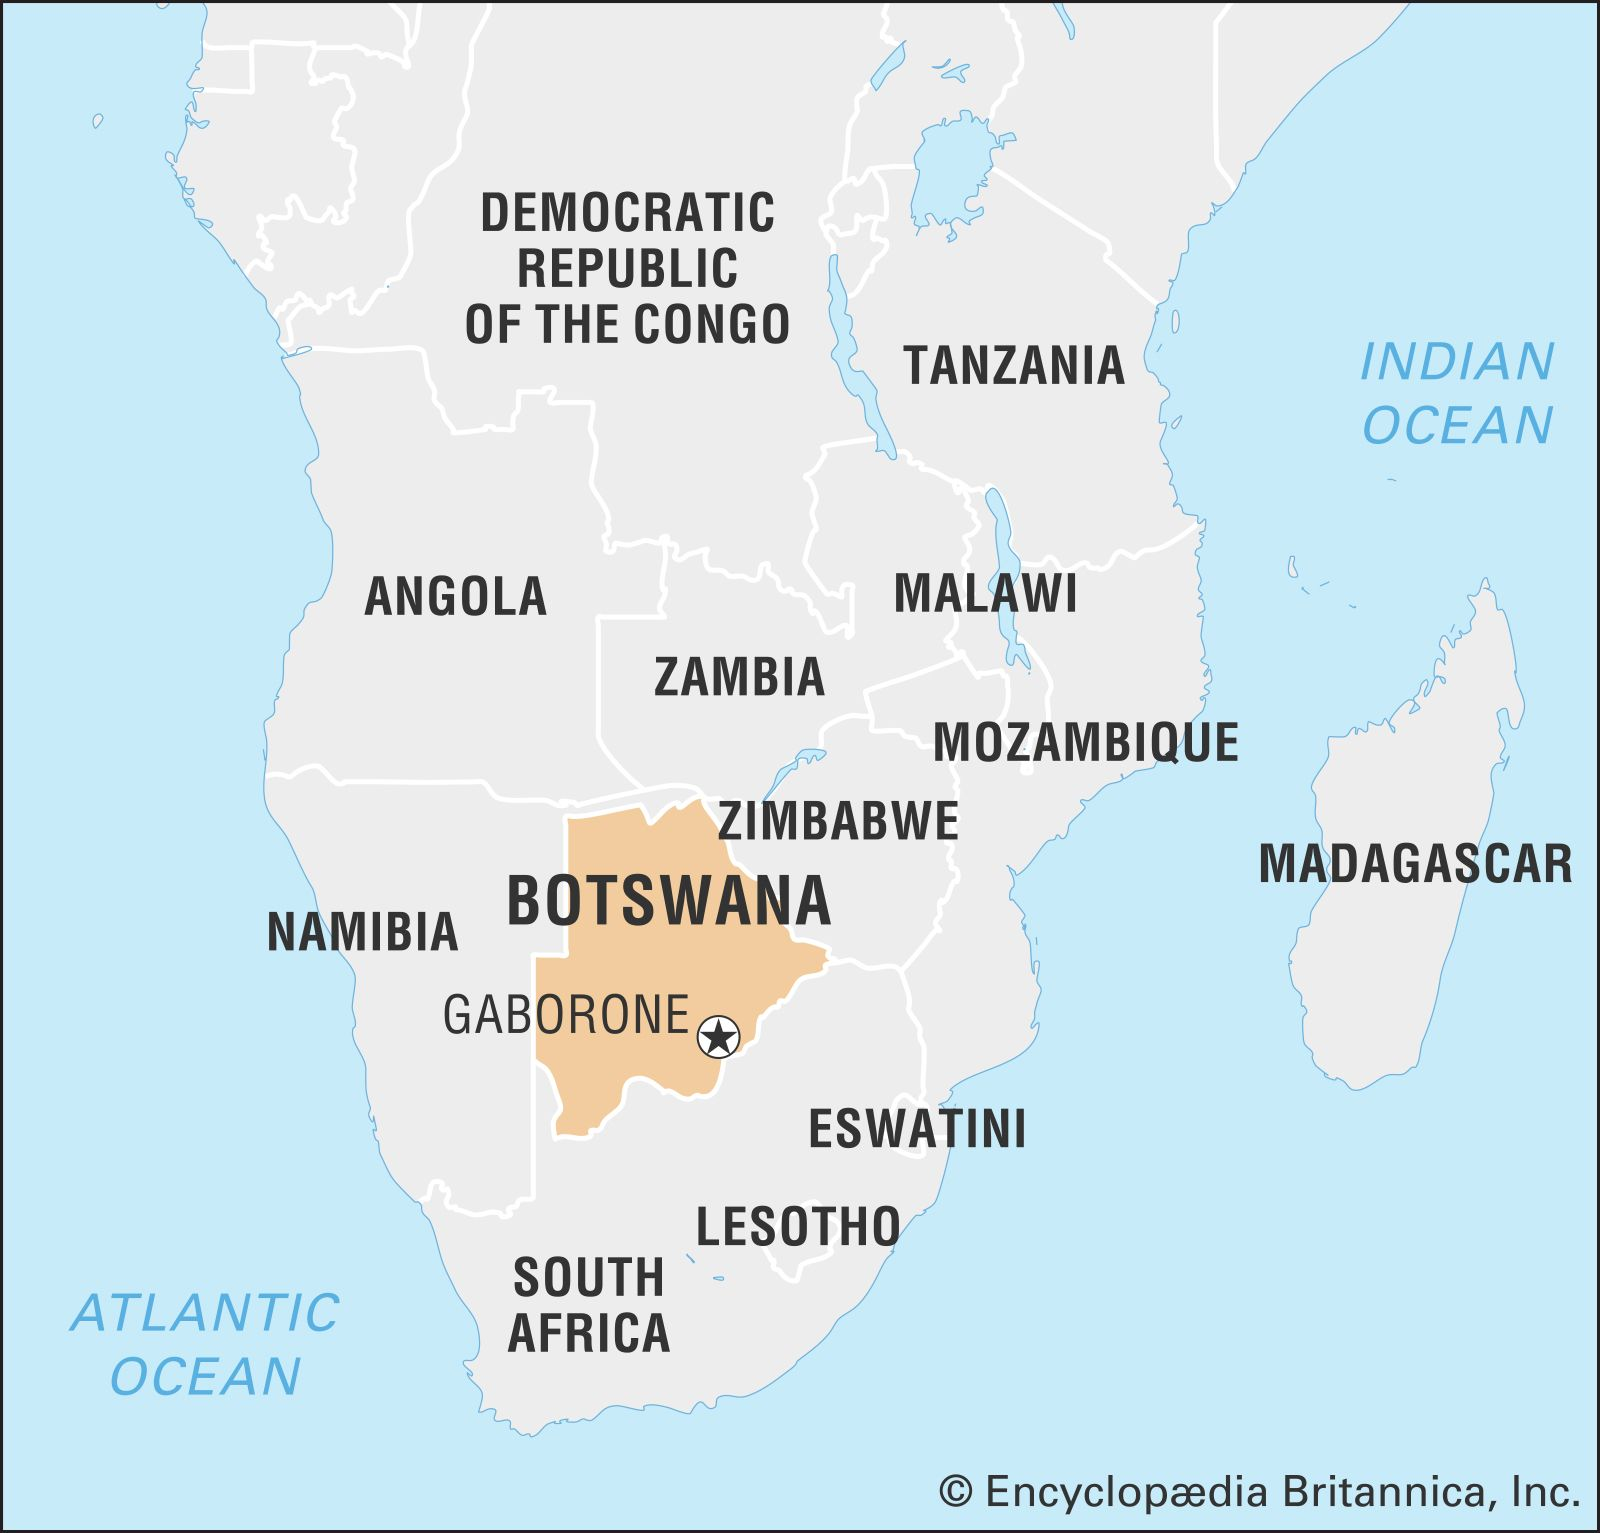 DEMOCRATIC
REPUBLIC
OF THE CONGO
TANZANIA
INDIAN
OCEAN
ANGOLA
MALAWI
ZAMBIA
MOZAMBIQUE
ZIMBABWE
MADAGASCAR
BOTSWANA
NAMIBIA
GABORONE
ESWATINI
LESOTHO
SOUTH
AFRICA
ATLANTIC
OCEAN
© Encyclopædia Britannica, Inc.